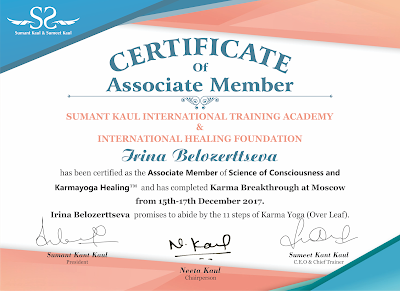 Sumant Kaul & Sumeet Kaul
CERTIFICATE
Of
Associate Member
SUMANT KAUL INTERNATIONAL TRAINING ACADEMY
&
INTERNATIONAL HEALING FOUNDATION
Irina Belozerttseva
has been certified as the Associate Member of Science of Consciousness and
Karmayoga Healing™ and has completed Karma Breakthrough at Moscow
from 15th-17th December 2017.
Irina Belozerttseva promises to abide by the 11 steps of Karma Yoga (Over Leaf).
N. Kaul
Sumant Kant Kaul
President
Sumeet Kant Kaul
C.E.O & Chief Trainer
Neeta Kaul
Chairperson